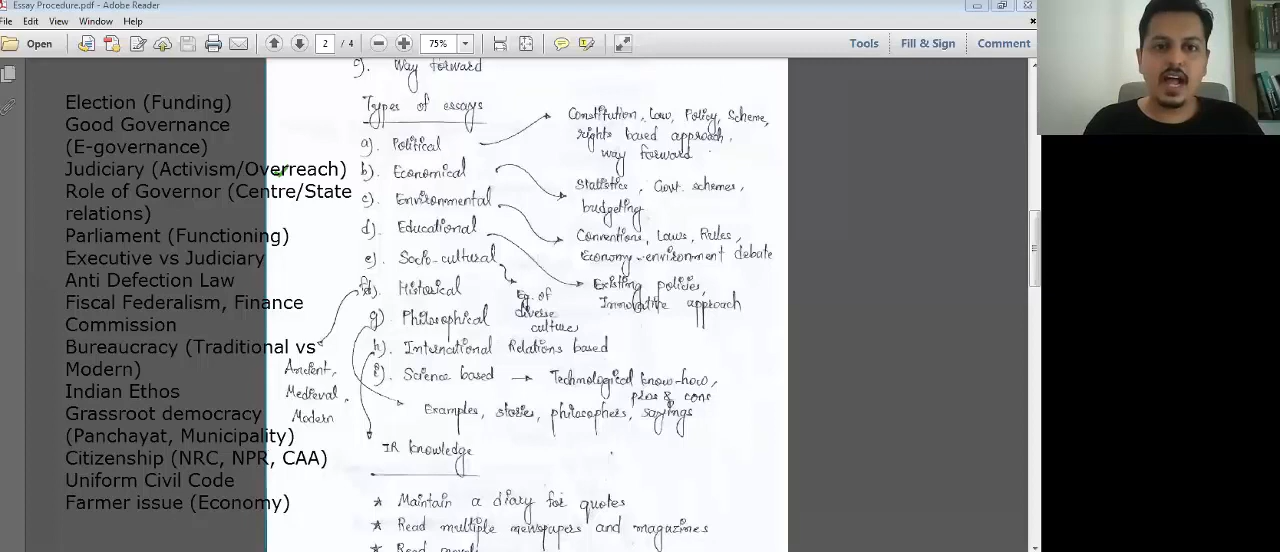 Essay Procedure.pdf - Adobe Reader
File Edit View Window Help
Open 2 / 4 75% Tools Fill & Sign Comment
Election (Funding)
Good Governance
(E-governance)
Judiciary (Activism/Overreach)
Role of Governor (Centre/State
relations)
Parliament (Functioning)
Executive vs Judiciary
Anti Defection Law
Fiscal Federalism, Finance
Commission
Bureaucracy (Traditional vs
Modern)
Indian Ethos
Grassroot democracy
(Panchayat, Municipality)
Citizenship (NRC, NPR, CAA)
Uniform Civil Code
Farmer issue (Economy)
Way forward
Types of essays
a). Political
b). Economical
c). Environmental
d). Educational
e). Socio-cultural
Historical
g). Philosophical
h). International Relations based
i). Science based → Technological know-how,
pros & cons
Constitution, Law, Policy, Scheme,
rights based approach,
way forward
Statistics, Govt. schemes,
budgeting
Conventions, Laws, Rules,
Economy-environment debate
Existing policies,
Innovative approach
Eg. of
diverse
culture
Ancient,
Medieval,
Modern
Examples, stories, philosophers, sayings
IR knowledge
* Maintain a diary for quotes
* Read multiple newspapers and magazines
* Read